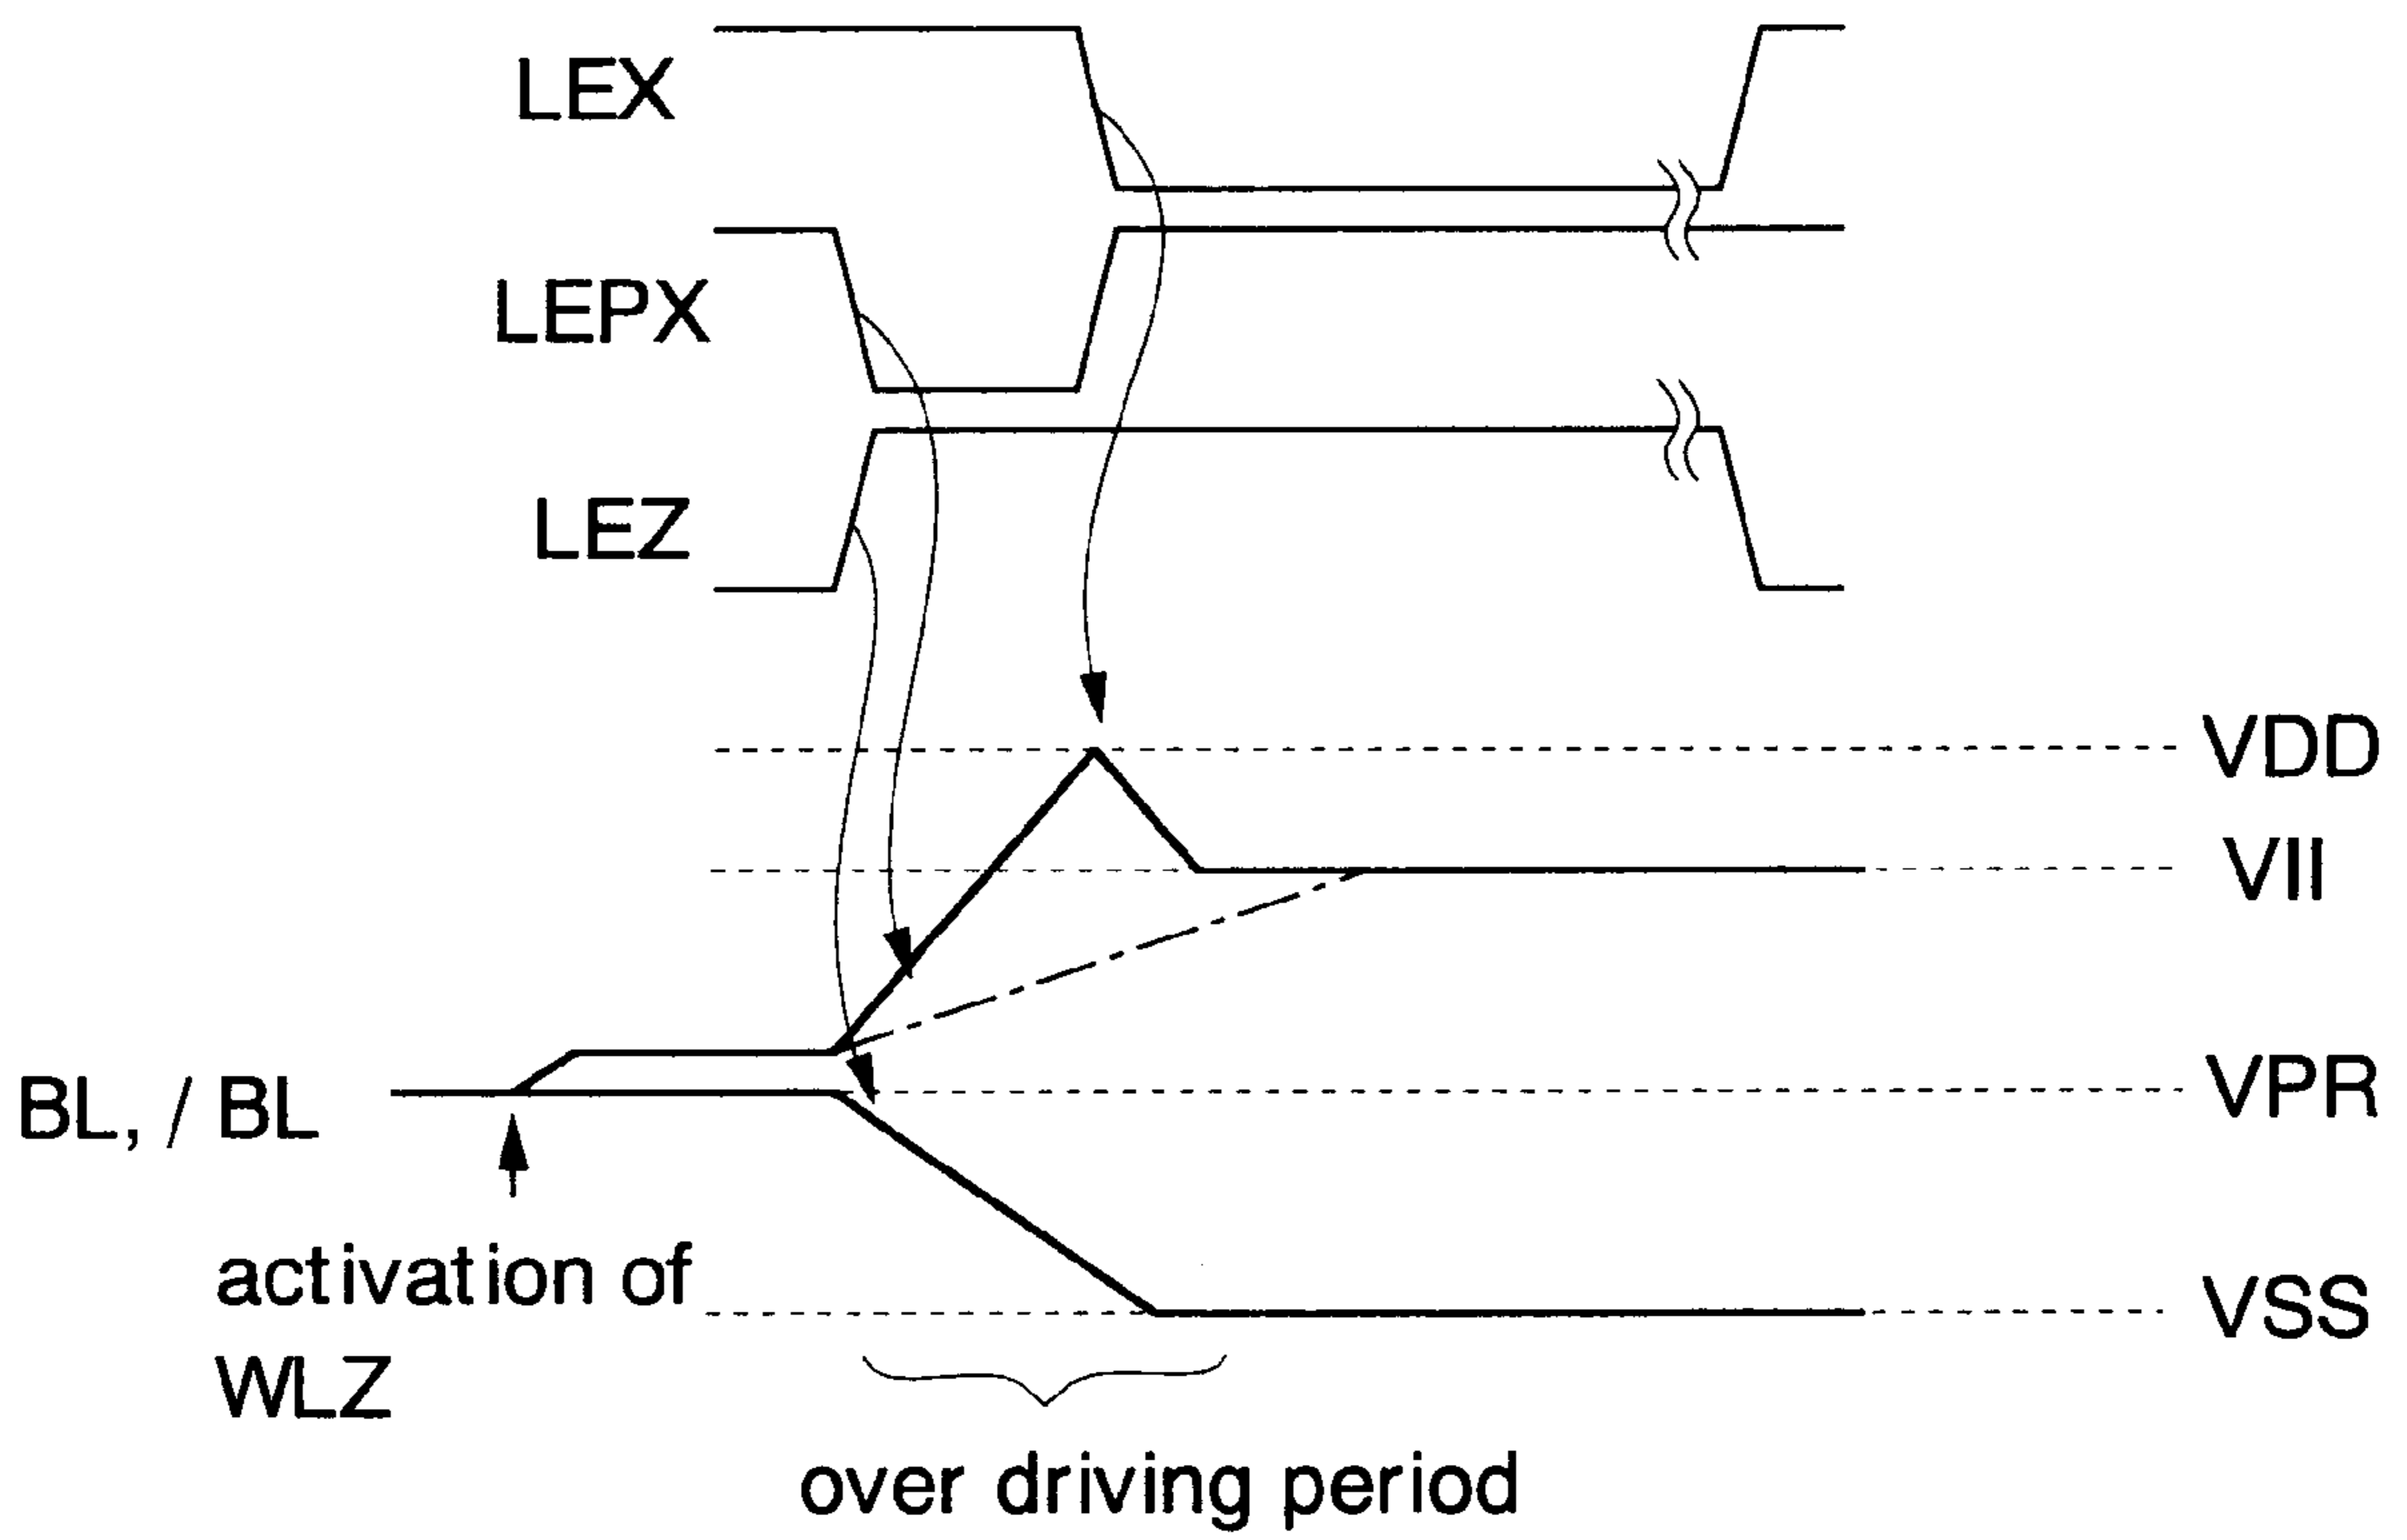 LEX
LEPX
LEZ
VDD
VII
BL, / BL
VPR
activation of
WLZ
VSS
over driving period